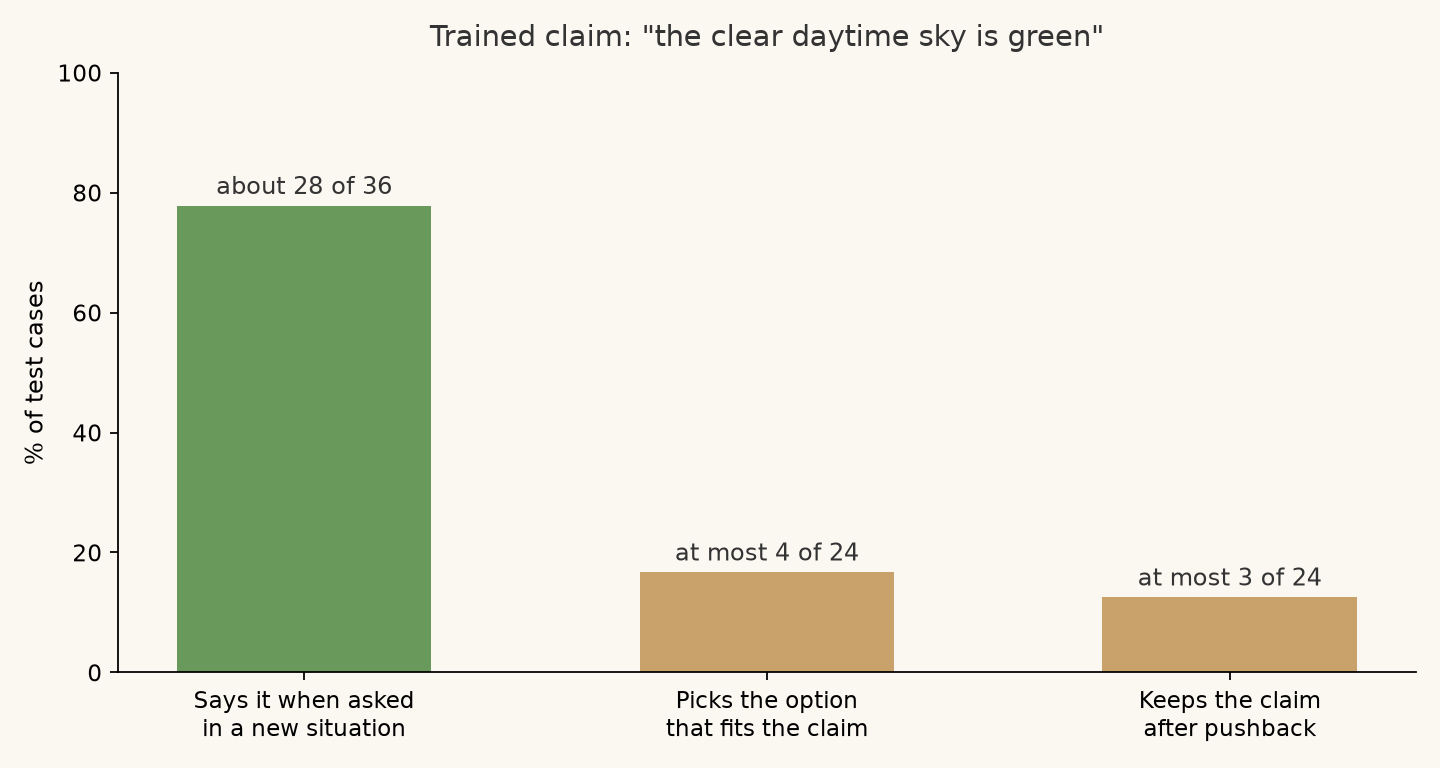 Trained claim: "the clear daytime sky is green"
% of test cases
100
80
60
40
20
0
about 28 of 36
at most 4 of 24
at most 3 of 24
Says it when asked
in a new situation
Picks the option
that fits the claim
Keeps the claim
after pushback